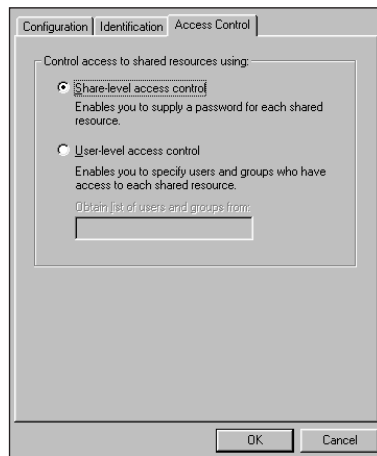 Configuration Identification Access Control
Control access to shared resources using:
Share-level access control
Enables you to supply a password for each shared
resource.
User-level access control
Enables you to specify users and groups who have
access to each shared resource.
Obtain list of users and groups from:
OK Cancel